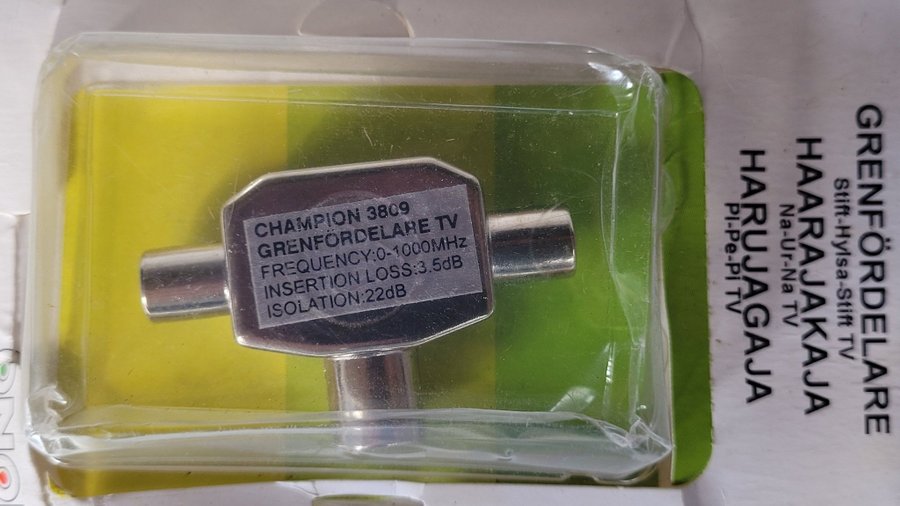 CHAMPION 3809
GRENFÖRDELARE TV
FREQUENCY:0-1000MHz
INSERTION LOSS:3.5dB
ISOLATION:22dB
GRENFÖRDELARE
Stift-Hylsa-Stift TV
HAARAJAKAJA
Na-Ur-Na TV
HARUJAGAJA
Pi-Pe-Pi TV